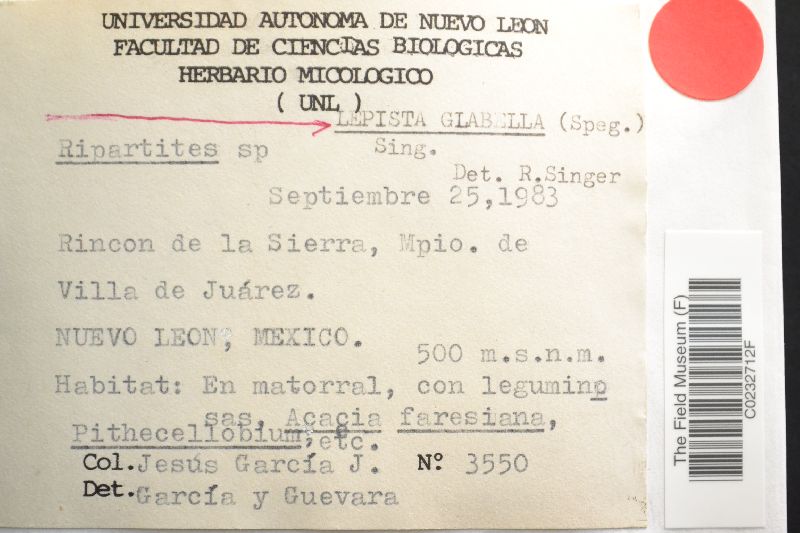 UNIVERSIDAD AUTONOMA DE NUEVO LEON
FACULTAD DE CIENCIAS BIOLOGICAS
HERBARIO MICOLOGICO
( UNL )
LEPISTA GLABELLA (Speg.)
Ripartites sp Sing.
Det. R.Singer
Septiembre 25,1983
Rincon de la Sierra, Mpio. de
Villa de Juárez.
NUEVO LEON, MEXICO.
500 m.s.n.m.
Habitat: En matorral, con legumino
sas, Acacia faresiana,
Pithecellobium, etc.
Col. Jesús García J. Nº 3550
Det. García y Guevara
The Field Museum (F)
C0232712F